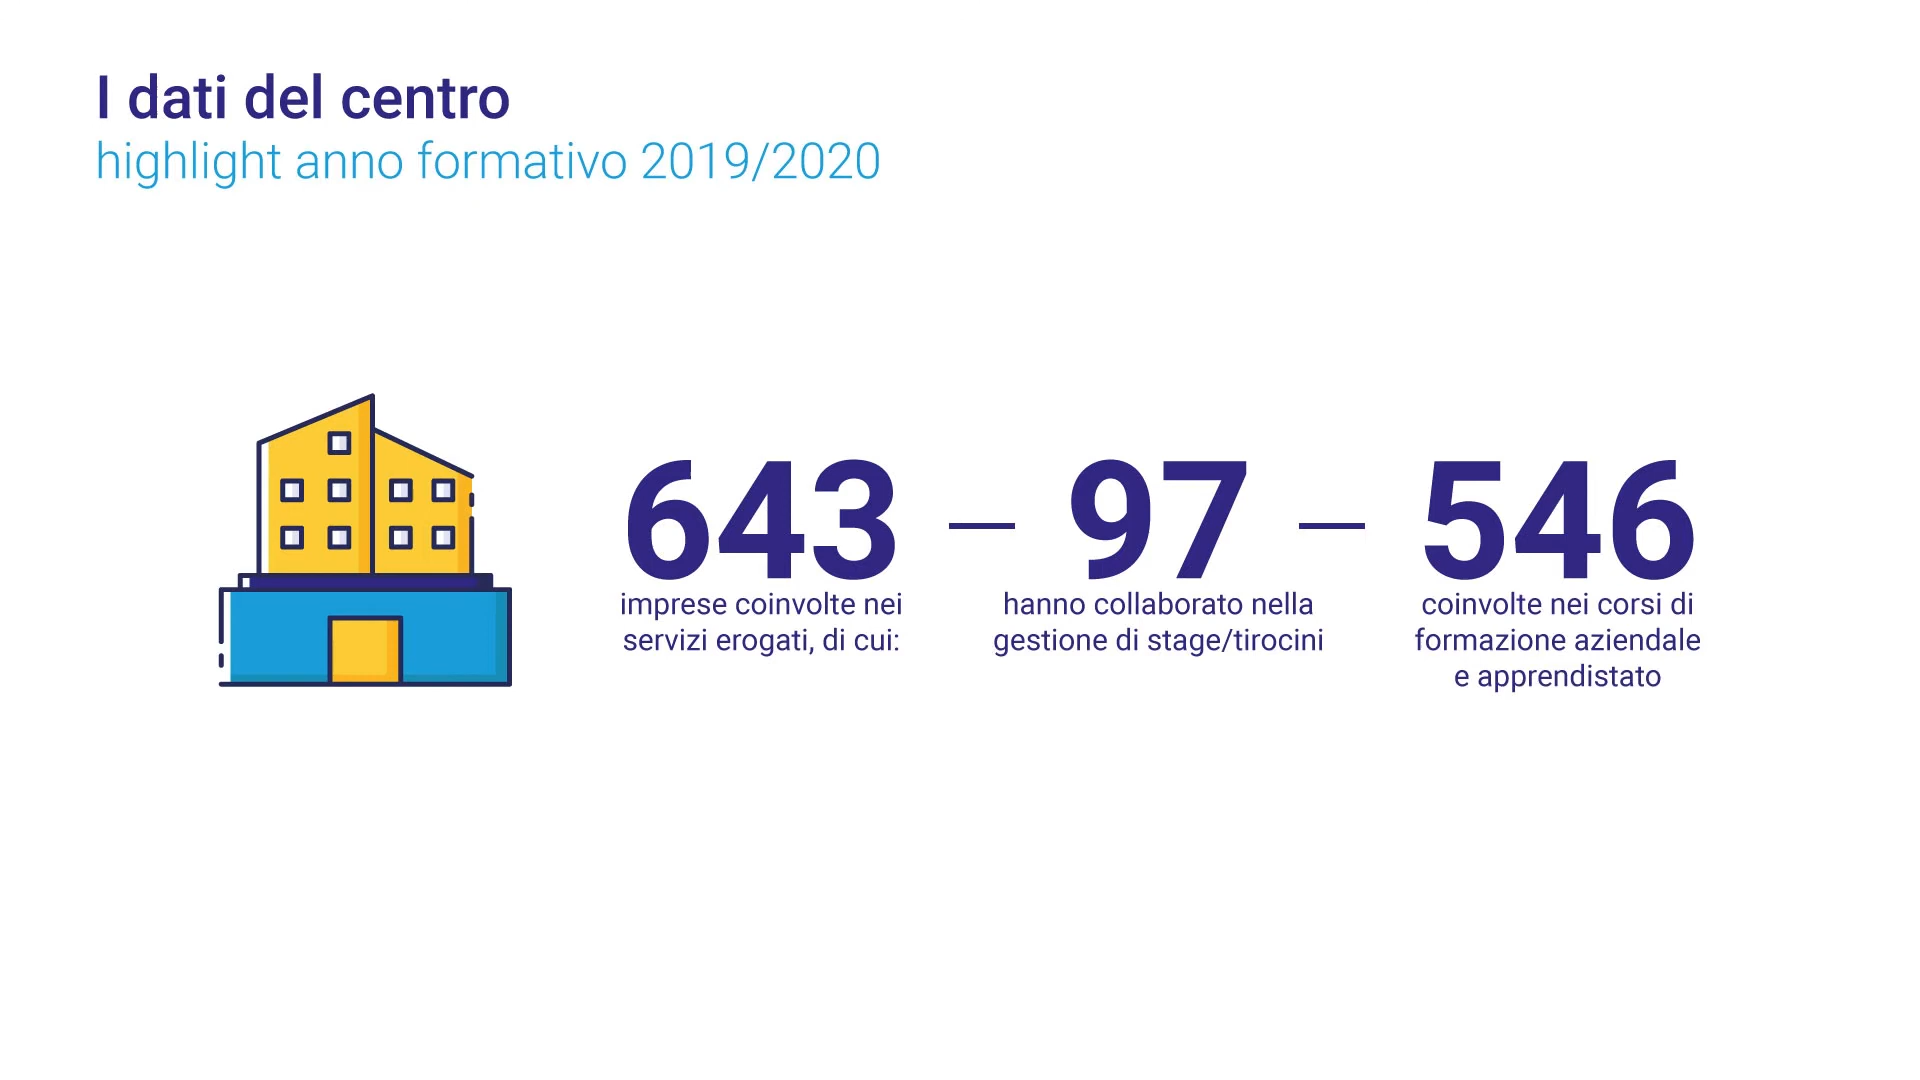 I dati del centro
highlight anno formativo 2019/2020
643
imprese coinvolte nei
servizi erogati, di cui:
97
hanno collaborato nella
gestione di stage/tirocini
546
coinvolte nei corsi di
formazione aziendale
e apprendistato